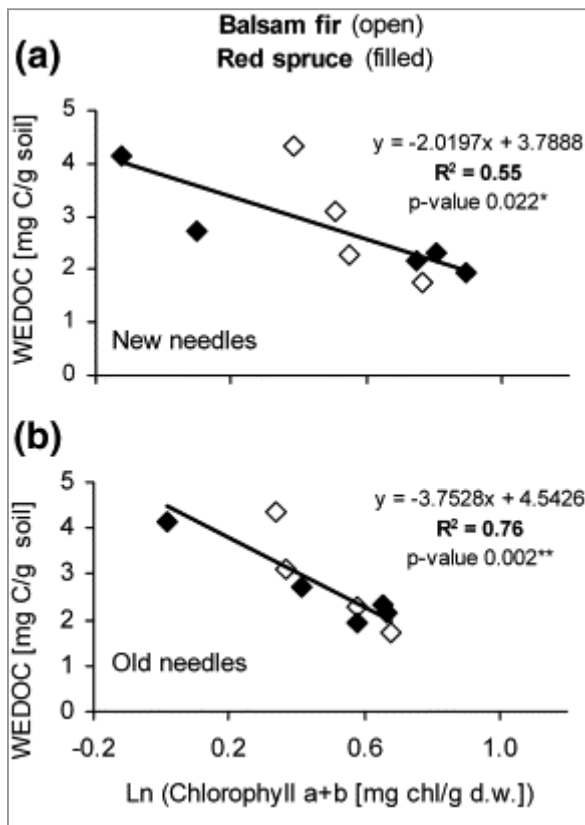 Balsam fir (open)
Red spruce (filled)
(a)
5
4
3
2
1
0
WEDOC [mg C/g soil]
y = -2.0197x + 3.7888
R² = 0.55
p-value 0.022*
New needles
(b)
5
4
3
2
1
0
WEDOC [mg C/g soil]
y = -3.7528x + 4.5426
R² = 0.76
p-value 0.002**
Old needles
-0.2 0.2 0.6 1.0
Ln (Chlorophyll a+b [mg chl/g d.w.])